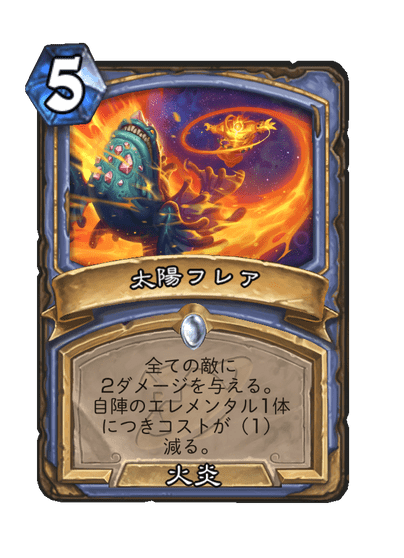 5
太陽フレア
全ての敵に
2ダメージを与える。
自陣のエレメンタル1体
につきコストが（1）
減る。
火炎